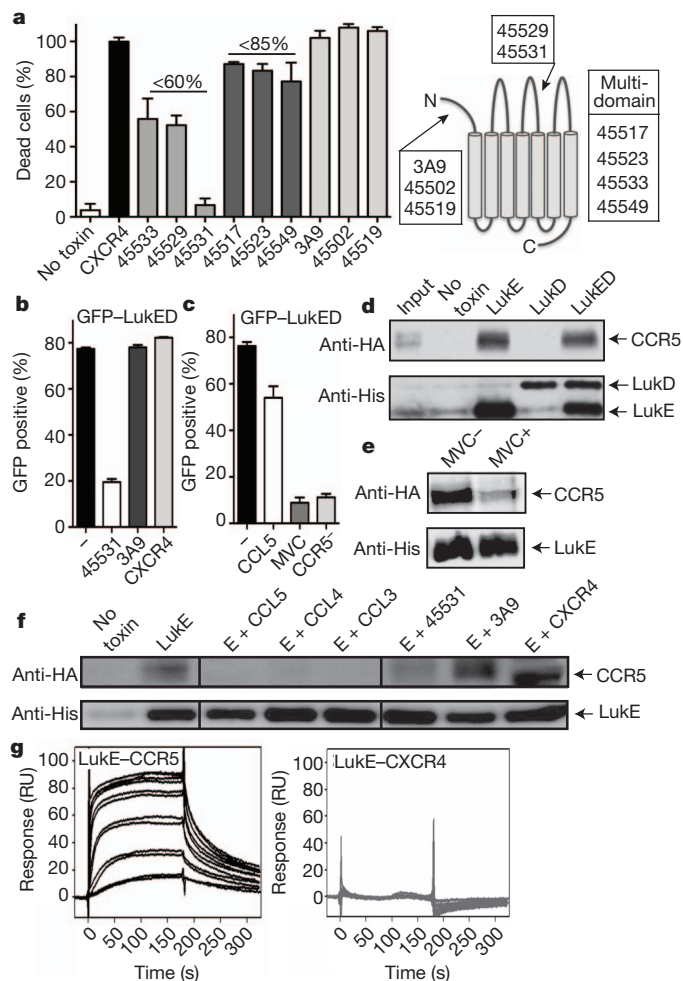 a
Dead cells (%)
100
80
60
40
20
0
<60%
<85%
No toxin
CXCR4
45533
45529
45531
45517
45523
45549
3A9
45502
45519
45529
45531
N
3A9
45502
45519
C
Multi-
domain
45517
45523
45533
45549
b
GFP–LukED
GFP positive (%)
80
60
40
20
0
–
45531
3A9
CXCR4
c
GFP–LukED
GFP positive (%)
80
60
40
20
0
–
CCL5
MVC
CCR5–
d
Input
No
toxin
LukE
LukD
LukED
Anti-HA
CCR5
Anti-His
LukD
LukE
e
MVC–
MVC+
Anti-HA
CCR5
Anti-His
LukE
f
No
toxin
LukE
E + CCL5
E + CCL4
E + CCL3
E + 45531
E + 3A9
E + CXCR4
Anti-HA
CCR5
Anti-His
LukE
g
LukE–CCR5
Response (RU)
100
80
60
40
20
0
0
50
100
150
200
250
300
Time (s)
LukE–CXCR4
Response (RU)
100
80
60
40
20
0
0
50
100
150
200
250
300
Time (s)